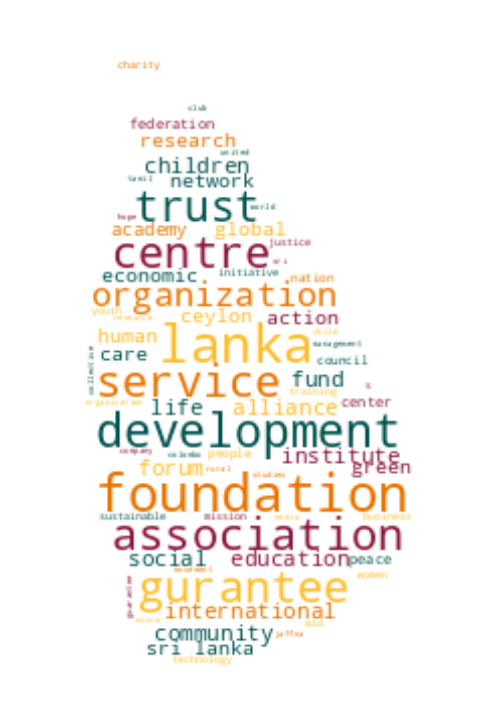 charity
club
federation
research
united
children
tamil network
trust world
hope
academy global
centre justice
sri
economic initiative nation
organization
youth ceylon action
lanka child
human management
care council
collective
service fund s
training
organisation life alliance center
development
company colombo people institute
forum rural studies green
foundation
sustainable mission media business
association
social education peace
movement women
gurantee
guarantee
international
micro aid
community jaffna
sri lanka
technology